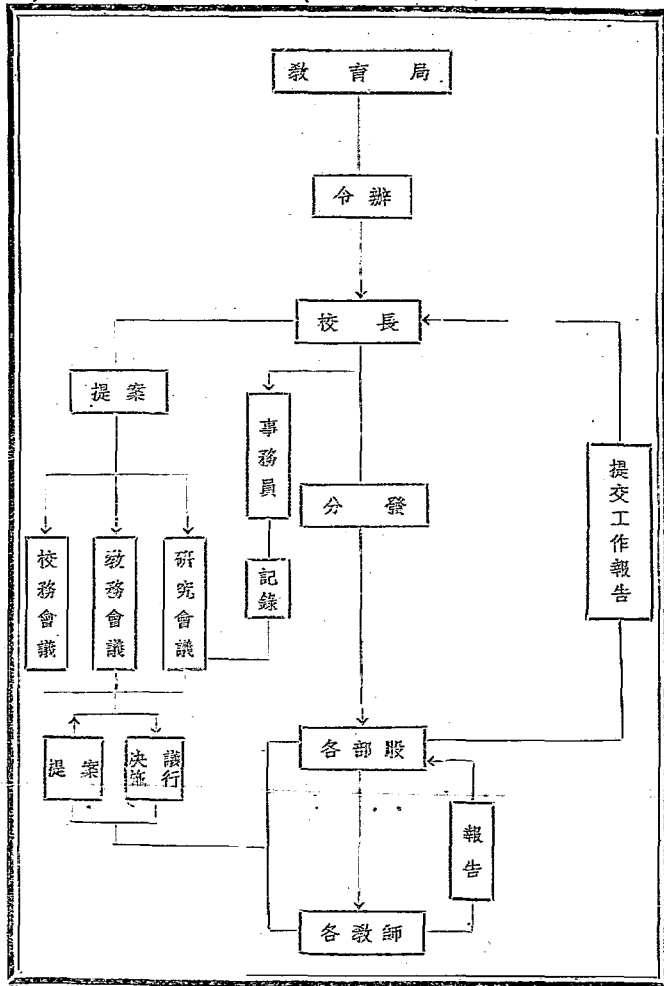 教育局
令辦
校長
提案
事務員
分發
提交工作報告
校務會議
教務會議
研究會議
記錄
提案
決議
施行
各部股
報告
各教師